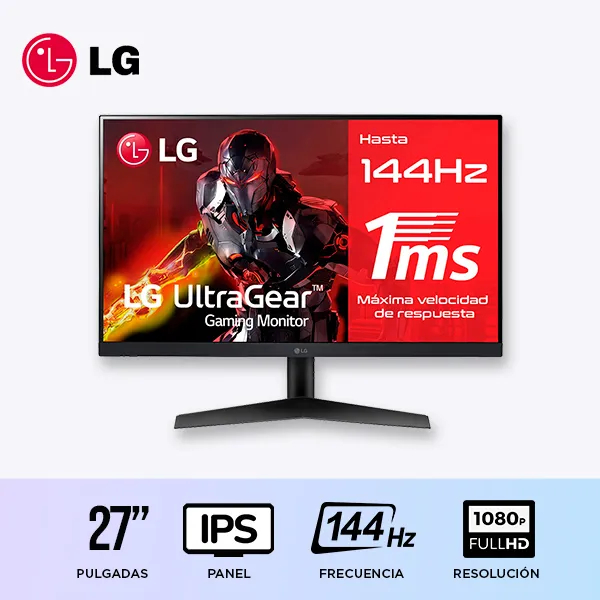 LG
LG
LG UltraGear™
Gaming Monitor
Hasta
144Hz
1ms
Máxima velocidad
de respuesta
LG
27”
PULGADAS
IPS
PANEL
144Hz
FRECUENCIA
1080P
FULLHD
RESOLUCIÓN